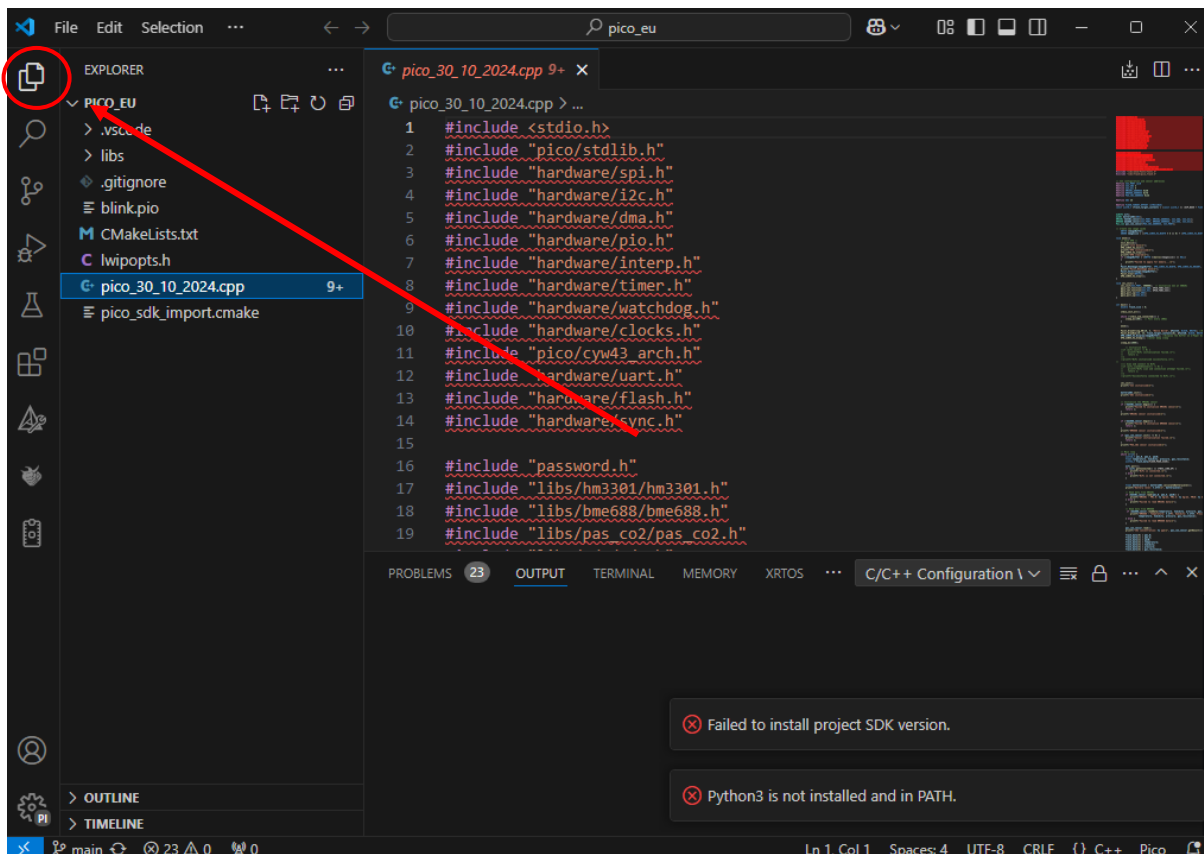 File Edit Selection ··· pico_eu
EXPLORER ···
PICO_EU
.vscode
libs
.gitignore
blink.pio
CMakeLists.txt
lwipopts.h
pico_30_10_2024.cpp 9+
pico_sdk_import.cmake
OUTLINE
TIMELINE
pico_30_10_2024.cpp 9+
pico_30_10_2024.cpp > ...
1 #include <stdio.h>
2 #include "pico/stdlib.h"
3 #include "hardware/spi.h"
4 #include "hardware/i2c.h"
5 #include "hardware/dma.h"
6 #include "hardware/pio.h"
7 #include "hardware/interp.h"
8 #include "hardware/timer.h"
9 #include "hardware/watchdog.h"
10 #include "hardware/clocks.h"
11 #include "pico/cyw43_arch.h"
12 #include "hardware/uart.h"
13 #include "hardware/flash.h"
14 #include "hardware/sync.h"
15
16 #include "password.h"
17 #include "libs/hm3301/hm3301.h"
18 #include "libs/bme688/bme688.h"
19 #include "libs/pas_co2/pas_co2.h"
PROBLEMS 23 OUTPUT TERMINAL MEMORY XRTOS ··· C/C++ Configuration
Failed to install project SDK version.
Python3 is not installed and in PATH.
PI
main 23 0 0 Ln 1, Col 1 Spaces: 4 UTF-8 CRLF {} C++ Pico